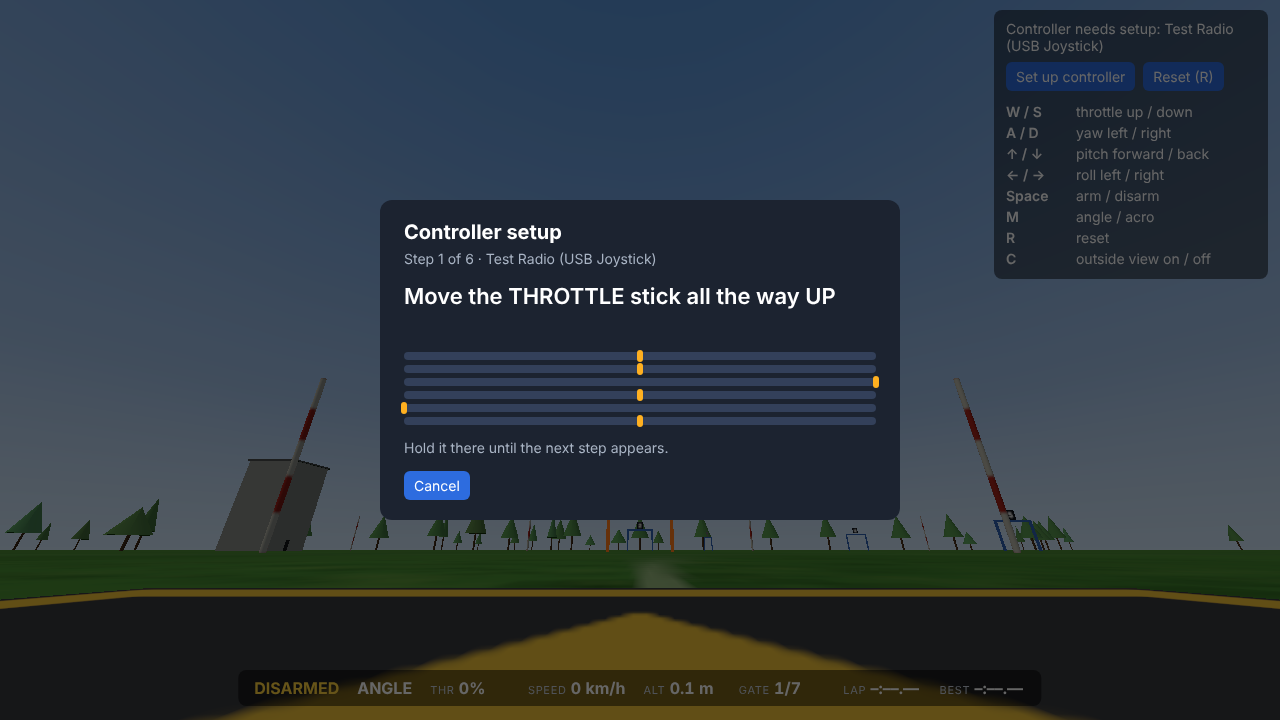 Controller needs setup: Test Radio
(USB Joystick)
Set up controller Reset (R)
W / S throttle up / down
A / D yaw left / right
↑ / ↓ pitch forward / back
← / → roll left / right
Space arm / disarm
M angle / acro
R reset
C outside view on / off
Controller setup
Step 1 of 6 · Test Radio (USB Joystick)
Move the THROTTLE stick all the way UP
Hold it there until the next step appears.
Cancel
DISARMED ANGLE THR 0% SPEED 0 km/h ALT 0.1 m GATE 1/7 LAP –:––.–– BEST –:––.––